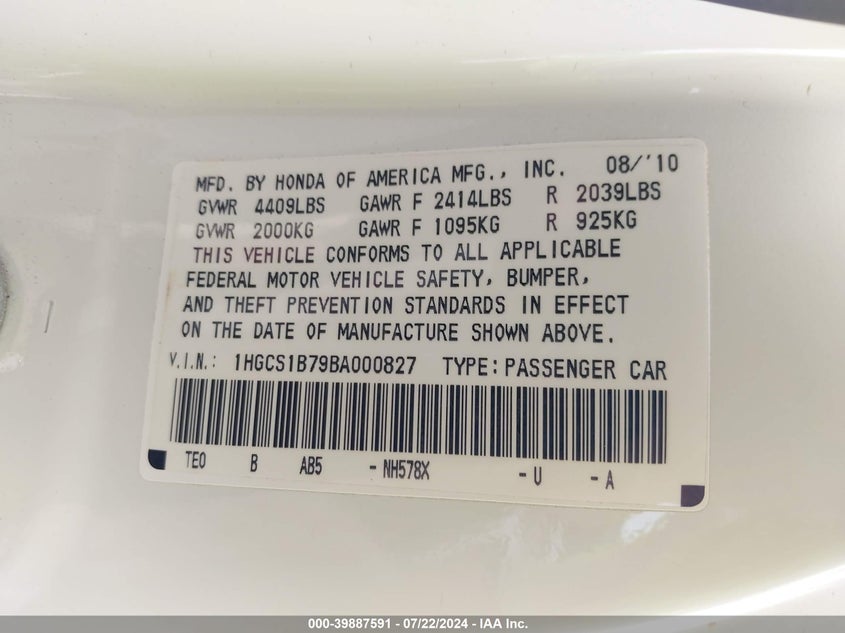 MFD. BY HONDA OF AMERICA MFG., INC. 08/'10
GVWR 4409LBS GAWR F 2414LBS R 2039LBS
GVWR 2000KG GAWR F 1095KG R 925KG
THIS VEHICLE CONFORMS TO ALL APPLICABLE
FEDERAL MOTOR VEHICLE SAFETY, BUMPER,
AND THEFT PREVENTION STANDARDS IN EFFECT
ON THE DATE OF MANUFACTURE SHOWN ABOVE.
V.I.N.: 1HGCS1B79BA000827 TYPE: PASSENGER CAR
TE0 B AB5 - NH578X - U - A
000-39887591 / 07/22/2024 - IAA Inc.